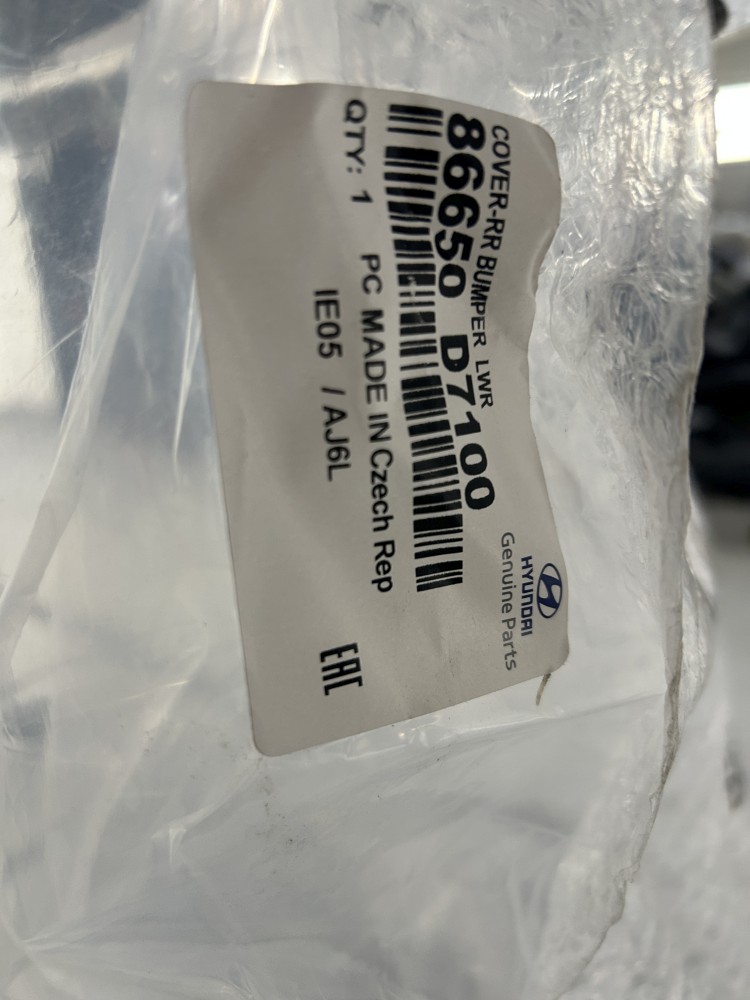 HYUNDAI
Genuine Parts
COVER-RR BUMPER LWR
86650 D7100
QTY: 1 PC MADE IN Czech Rep
IE05 / AJ6L
EAC